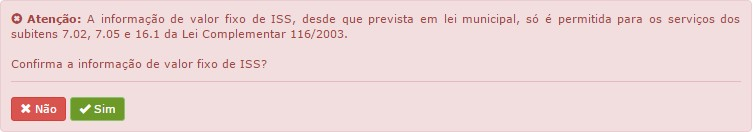 Atenção: A informação de valor fixo de ISS, desde que prevista em lei municipal, só é permitida para os serviços dos
subitens 7.02, 7.05 e 16.1 da Lei Complementar 116/2003.
Confirma a informação de valor fixo de ISS?
Não Sim